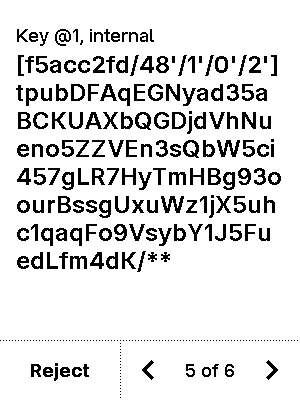 Key @1, internal
[f5acc2fd/48'/1'/0'/2']
tpubDFAqEGNyad35a
BCKUAXbQGDjdVhNu
eno5ZZVEn3sQbW5ci
457gLR7HyTmHBg93o
ourBssgUxuWz1jX5uh
c1qaqFo9VsybY1J5Fu
edLfm4dK/**
Reject
5 of 6